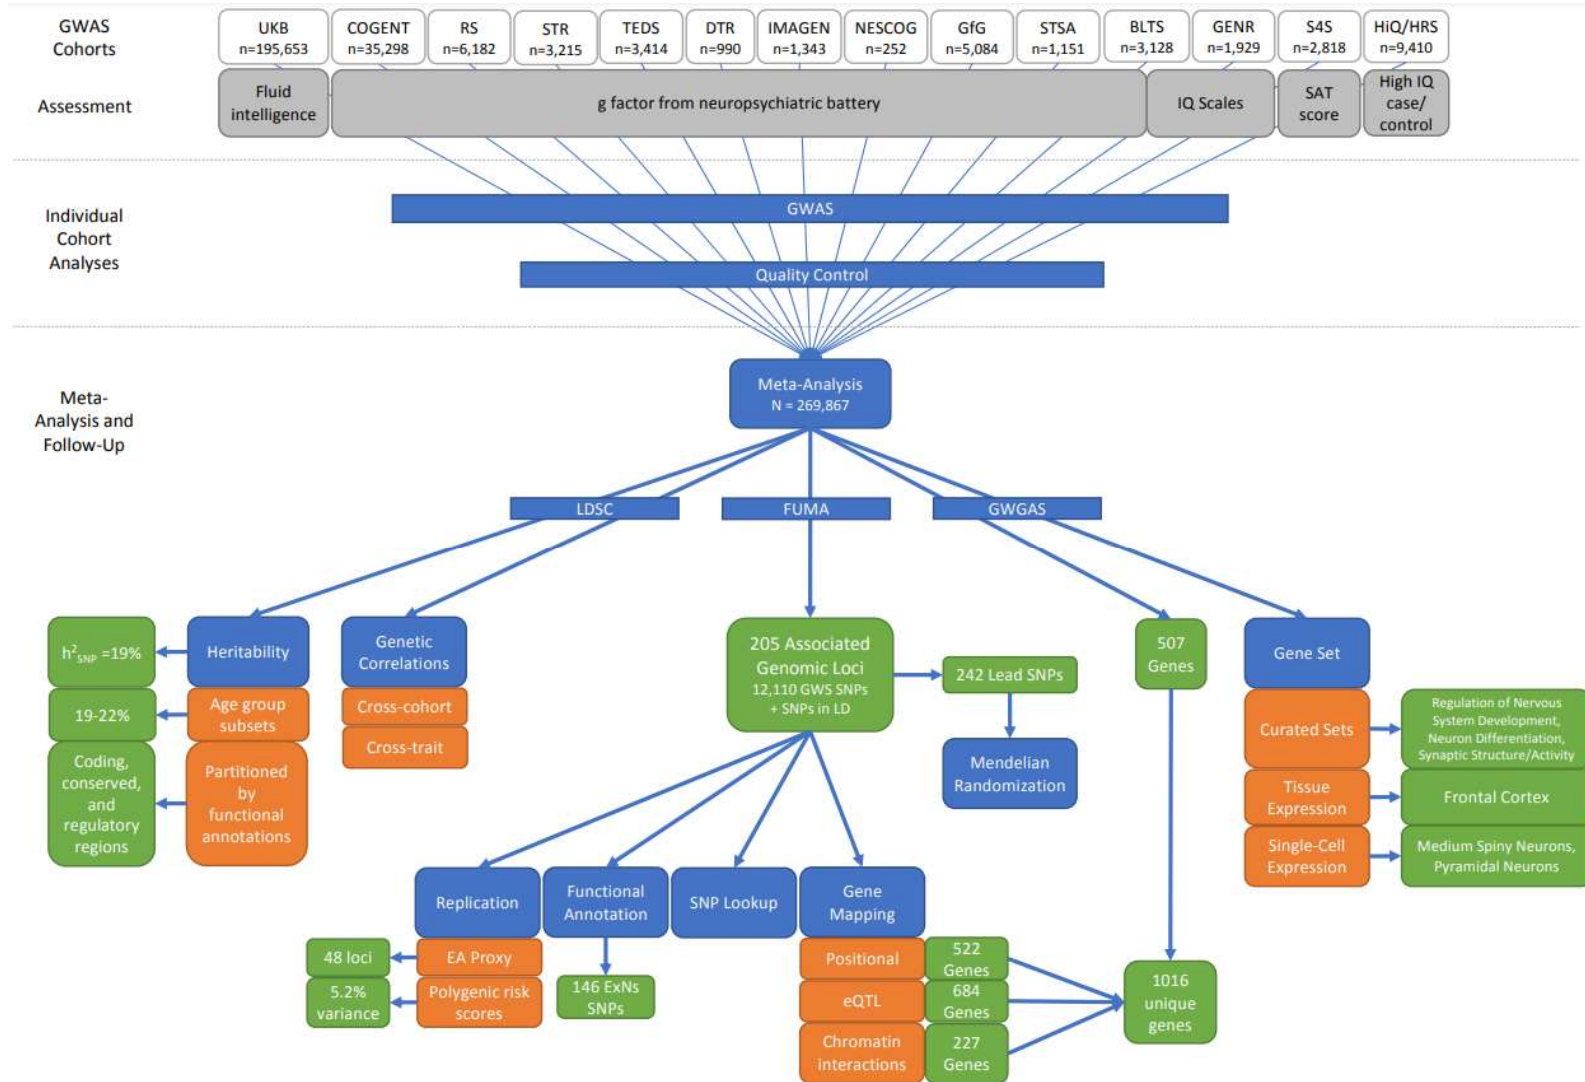 GWAS
Cohorts
UKB
n=195,653
COGENT
n=35,298
RS
n=6,182
STR
n=3,215
TEDS
n=3,414
DTR
n=990
IMAGEN
n=1,343
NESCOG
n=252
GfG
n=5,084
STSA
n=1,151
BLTS
n=3,128
GENR
n=1,929
S4S
n=2,818
HiQ/HRS
n=9,410
Assessment
Fluid
intelligence
g factor from neuropsychiatric battery
IQ Scales
SAT
score
High IQ
case/
control
Individual
Cohort
Analyses
GWAS
Quality Control
Meta-
Analysis and
Follow-Up
Meta-Analysis
N = 269,867
LDSC
FUMA
GWGAS
h²SNP =19%
Heritability
19-22%
Age group
subsets
Coding,
conserved,
and
regulatory
regions
Partitioned
by
functional
annotations
Genetic
Correlations
Cross-cohort
Cross-trait
205 Associated
Genomic Loci
12,110 GWS SNPs
+ SNPs in LD
242 Lead SNPs
Mendelian
Randomization
507
Genes
Gene Set
Curated Sets
Regulation of Nervous
System Development,
Neuron Differentiation,
Synaptic Structure/Activity
Tissue
Expression
Frontal Cortex
Single-Cell
Expression
Medium Spiny Neurons,
Pyramidal Neurons
Replication
Functional
Annotation
SNP Lookup
Gene
Mapping
48 loci
EA Proxy
5.2%
variance
Polygenic risk
scores
146 ExNs
SNPs
Positional
522
Genes
eQTL
684
Genes
Chromatin
interactions
227
Genes
1016
unique
genes